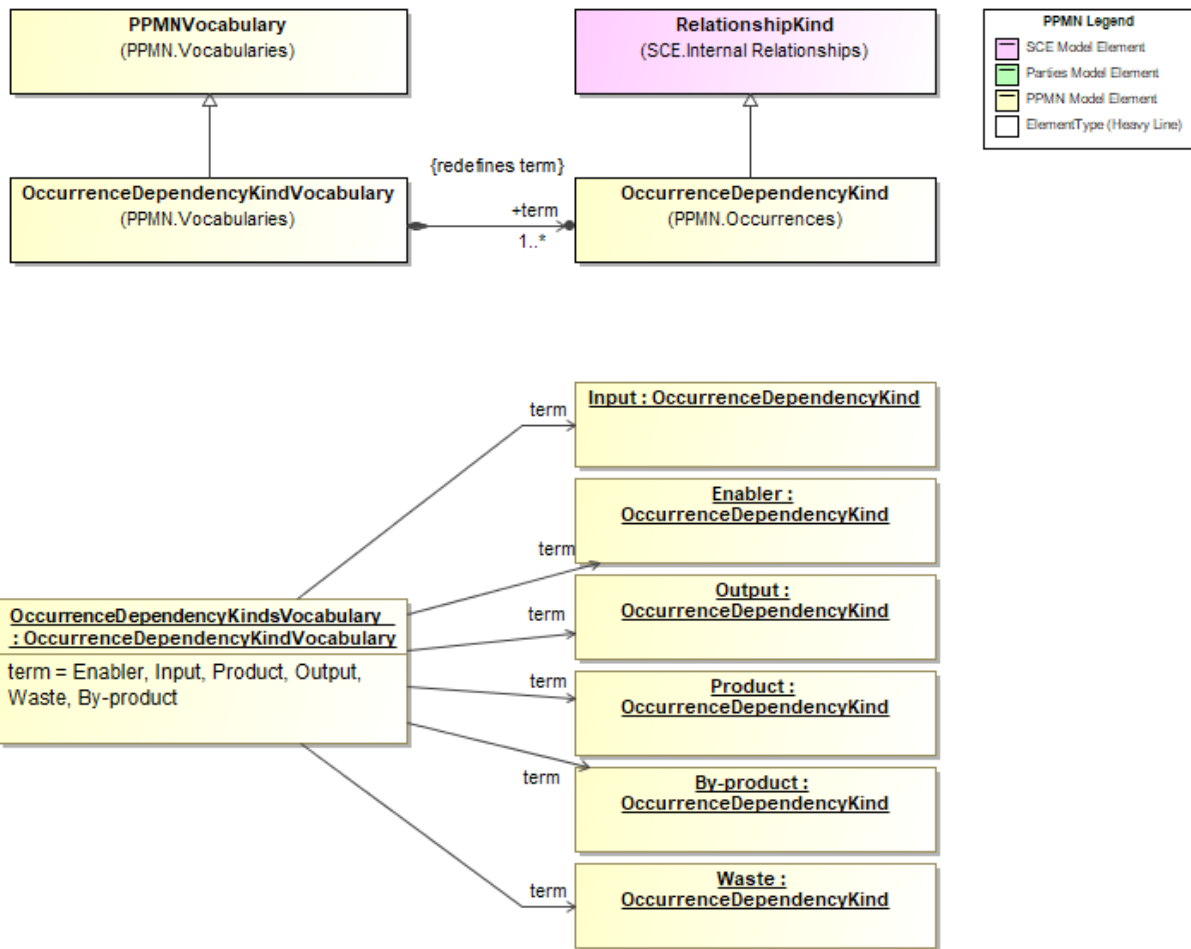 PPMNVocabulary
(PPMN.Vocabularies)
RelationshipKind
(SCE.Internal Relationships)
PPMN Legend
SCE Model Element
Parties Model Element
PPMN Model Element
ElementType (Heavy Line)
OccurrenceDependencyKindVocabulary
(PPMN.Vocabularies)
{redefines term}
+term
1..*
OccurrenceDependencyKind
(PPMN.Occurrences)
term
Input : OccurrenceDependencyKind
term
Enabler :
OccurrenceDependencyKind
term
Output :
OccurrenceDependencyKind
OccurrenceDependencyKindsVocabulary
: OccurrenceDependencyKindVocabulary
term = Enabler, Input, Product, Output,
Waste, By-product
term
Product :
OccurrenceDependencyKind
term
By-product :
OccurrenceDependencyKind
term
Waste :
OccurrenceDependencyKind